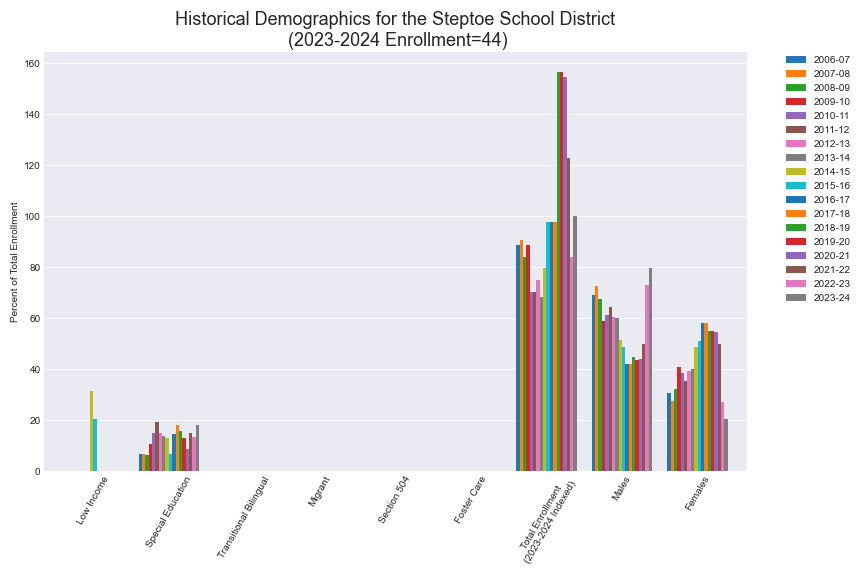 Historical Demographics for the Steptoe School District
(2023-2024 Enrollment=44)
Percent of Total Enrollment
160
140
120
100
80
60
40
20
0
Low Income
Special Education
Transitional Bilingual
Migrant
Section 504
Foster Care
Total Enrollment
(2023-2024 Indexed)
Males
Females
2006-07
2007-08
2008-09
2009-10
2010-11
2011-12
2012-13
2013-14
2014-15
2015-16
2016-17
2017-18
2018-19
2019-20
2020-21
2021-22
2022-23
2023-24